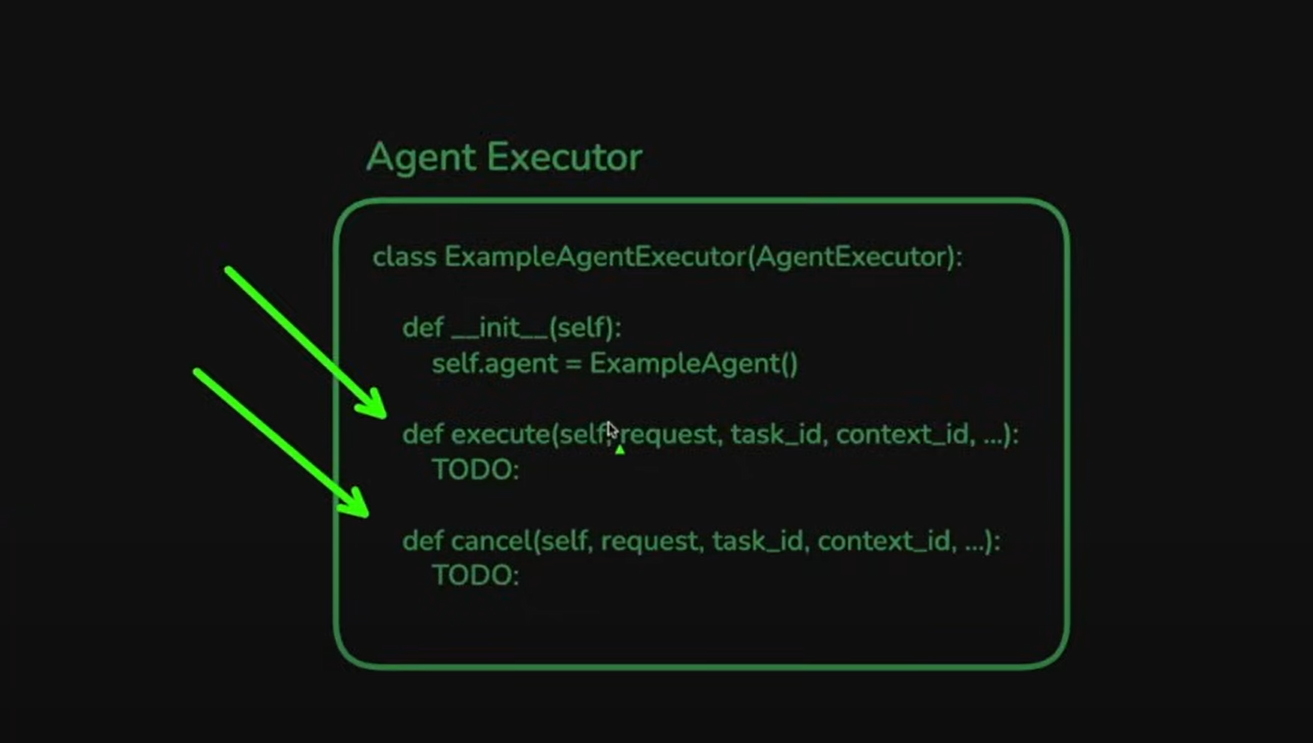 Agent Executor
class ExampleAgentExecutor(AgentExecutor):
def __init__(self):
self.agent = ExampleAgent()
def execute(self, request, task_id, context_id, ...):
TODO:
def cancel(self, request, task_id, context_id, ...):
TODO: